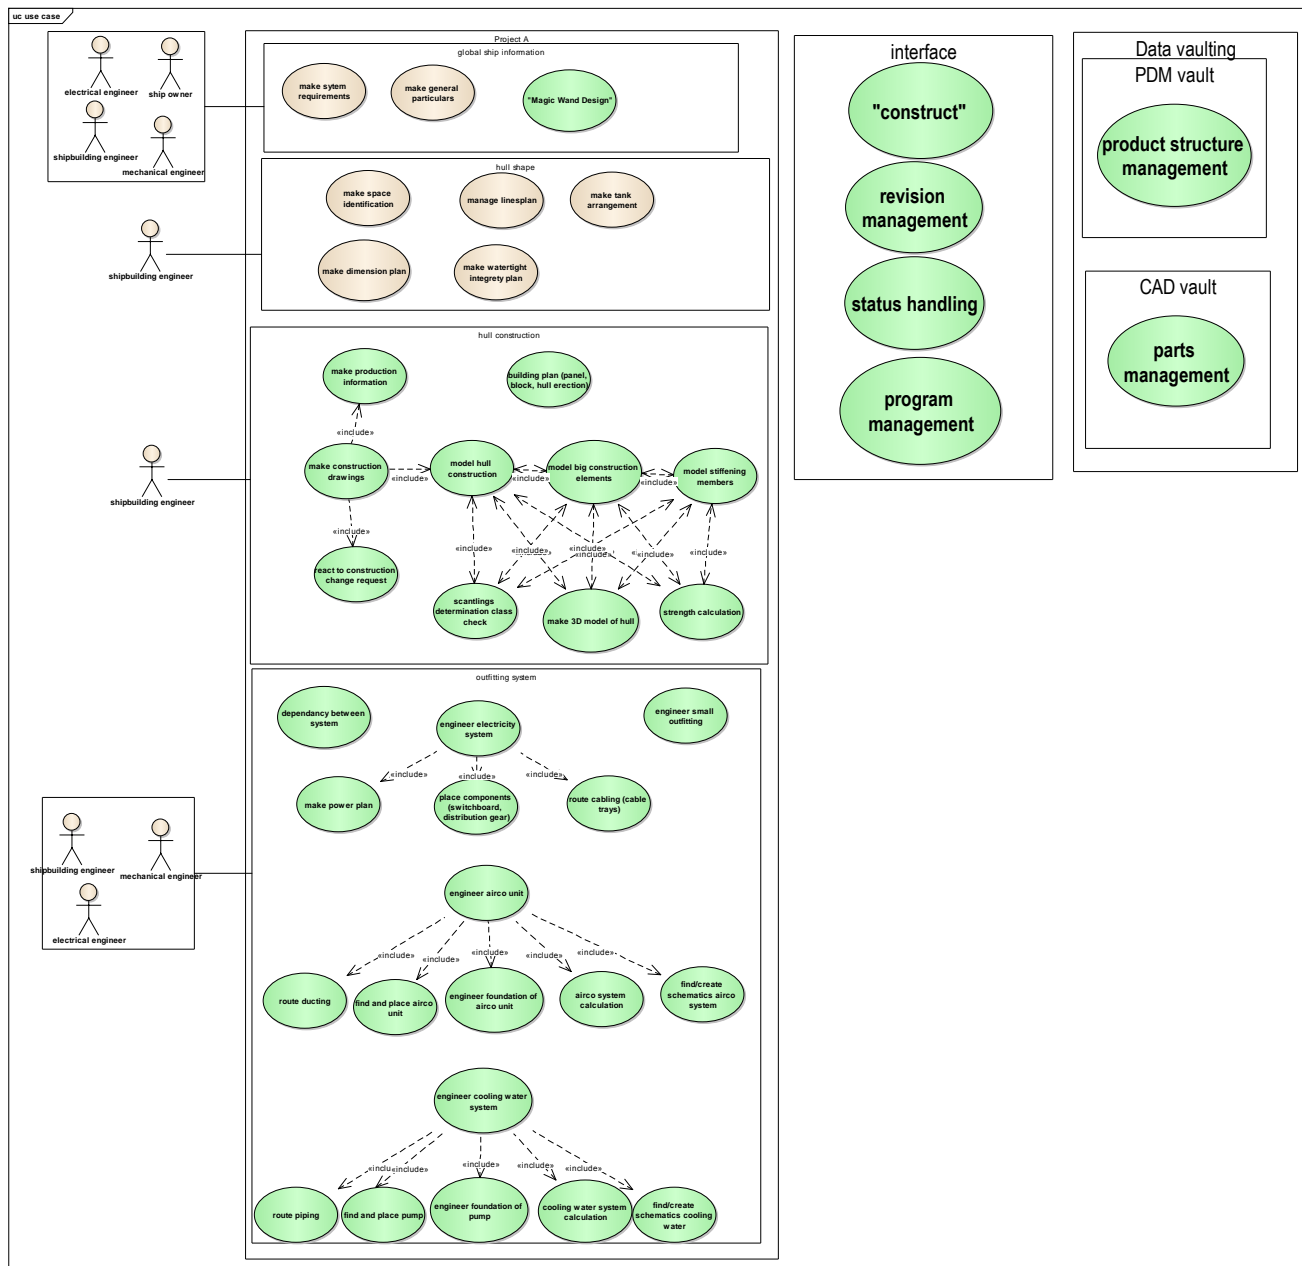 uc use case
electrical engineer
ship owner
shipbuilding engineer
mechanical engineer
Project A
global ship information
make sytem
requirements
make general
particulars
"Magic Wand Design"
shipbuilding engineer
hull shape
make space
identification
manage linesplan
make tank
arrangement
make dimension plan
make watertight
integrety plan
shipbuilding engineer
hull construction
make production
information
building plan (panel,
block, hull erection)
«include»
make construction
drawings
«include»
model hull
construction
«include»
model big construction
elements
«include»
model stiffening
members
«include»
«include»
«include»
«include»
«include»
«include»
«include»
react to construction
change request
scantlings
determination class
check
make 3D model of hull
strength calculation
shipbuilding engineer
mechanical engineer
electrical engineer
outfitting system
dependancy between
system
engineer electricity
system
engineer small
outfitting
«include»
«include»
«include»
make power plan
place components
(switchboard,
distribution gear)
route cabling (cable
trays)
engineer airco unit
«include»
«include»
«include»
«include»
«include»
route ducting
find and place airco
unit
engineer foundation of
airco unit
airco system
calculation
find/create
schematics airco
system
engineer cooling water
system
«include»
«include»
«include»
«include»
route piping
find and place pump
engineer foundation of
pump
cooling water system
calculation
find/create
schematics cooling
water
interface
"construct"
revision
management
status handling
program
management
Data vaulting
PDM vault
product structure
management
CAD vault
parts
management